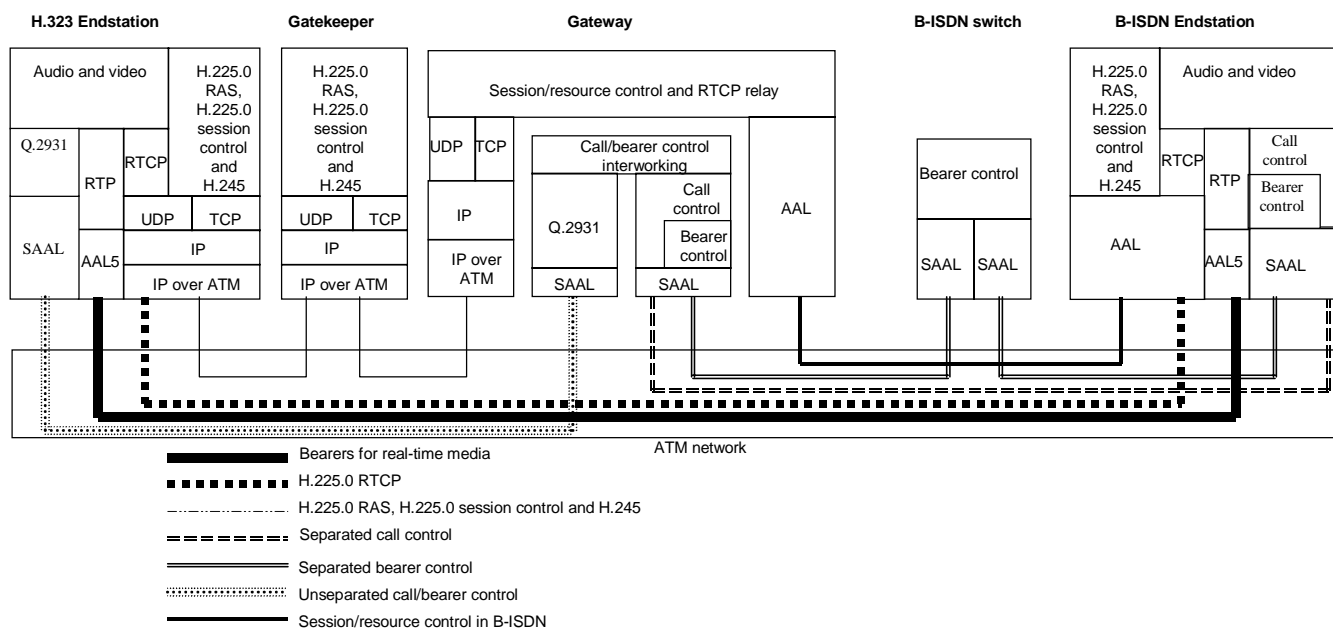 H.323 Endstation
Gatekeeper
Gateway
B-ISDN switch
B-ISDN Endstation
Audio and video
H.225.0
RAS,
H.225.0
session
control
and
H.245
Q.2931
RTP
RTCP
UDP
TCP
SAAL
AAL5
IP
IP over ATM
H.225.0
RAS,
H.225.0
session
control
and
H.245
UDP
TCP
IP
IP over ATM
Session/resource control and RTCP relay
UDP
TCP
IP
IP over
ATM
Call/bearer control
interworking
Q.2931
SAAL
Call
control
Bearer
control
SAAL
AAL
Bearer control
SAAL
SAAL
H.225.0
RAS,
H.225.0
session
control
and
H.245
Audio and video
RTCP
RTP
Call
control
Bearer
control
AAL
AAL5
SAAL
ATM network
Bearers for real-time media
H.225.0 RTCP
H.225.0 RAS, H.225.0 session control and H.245
Separated call control
Separated bearer control
Unseparated call/bearer control
Session/resource control in B-ISDN